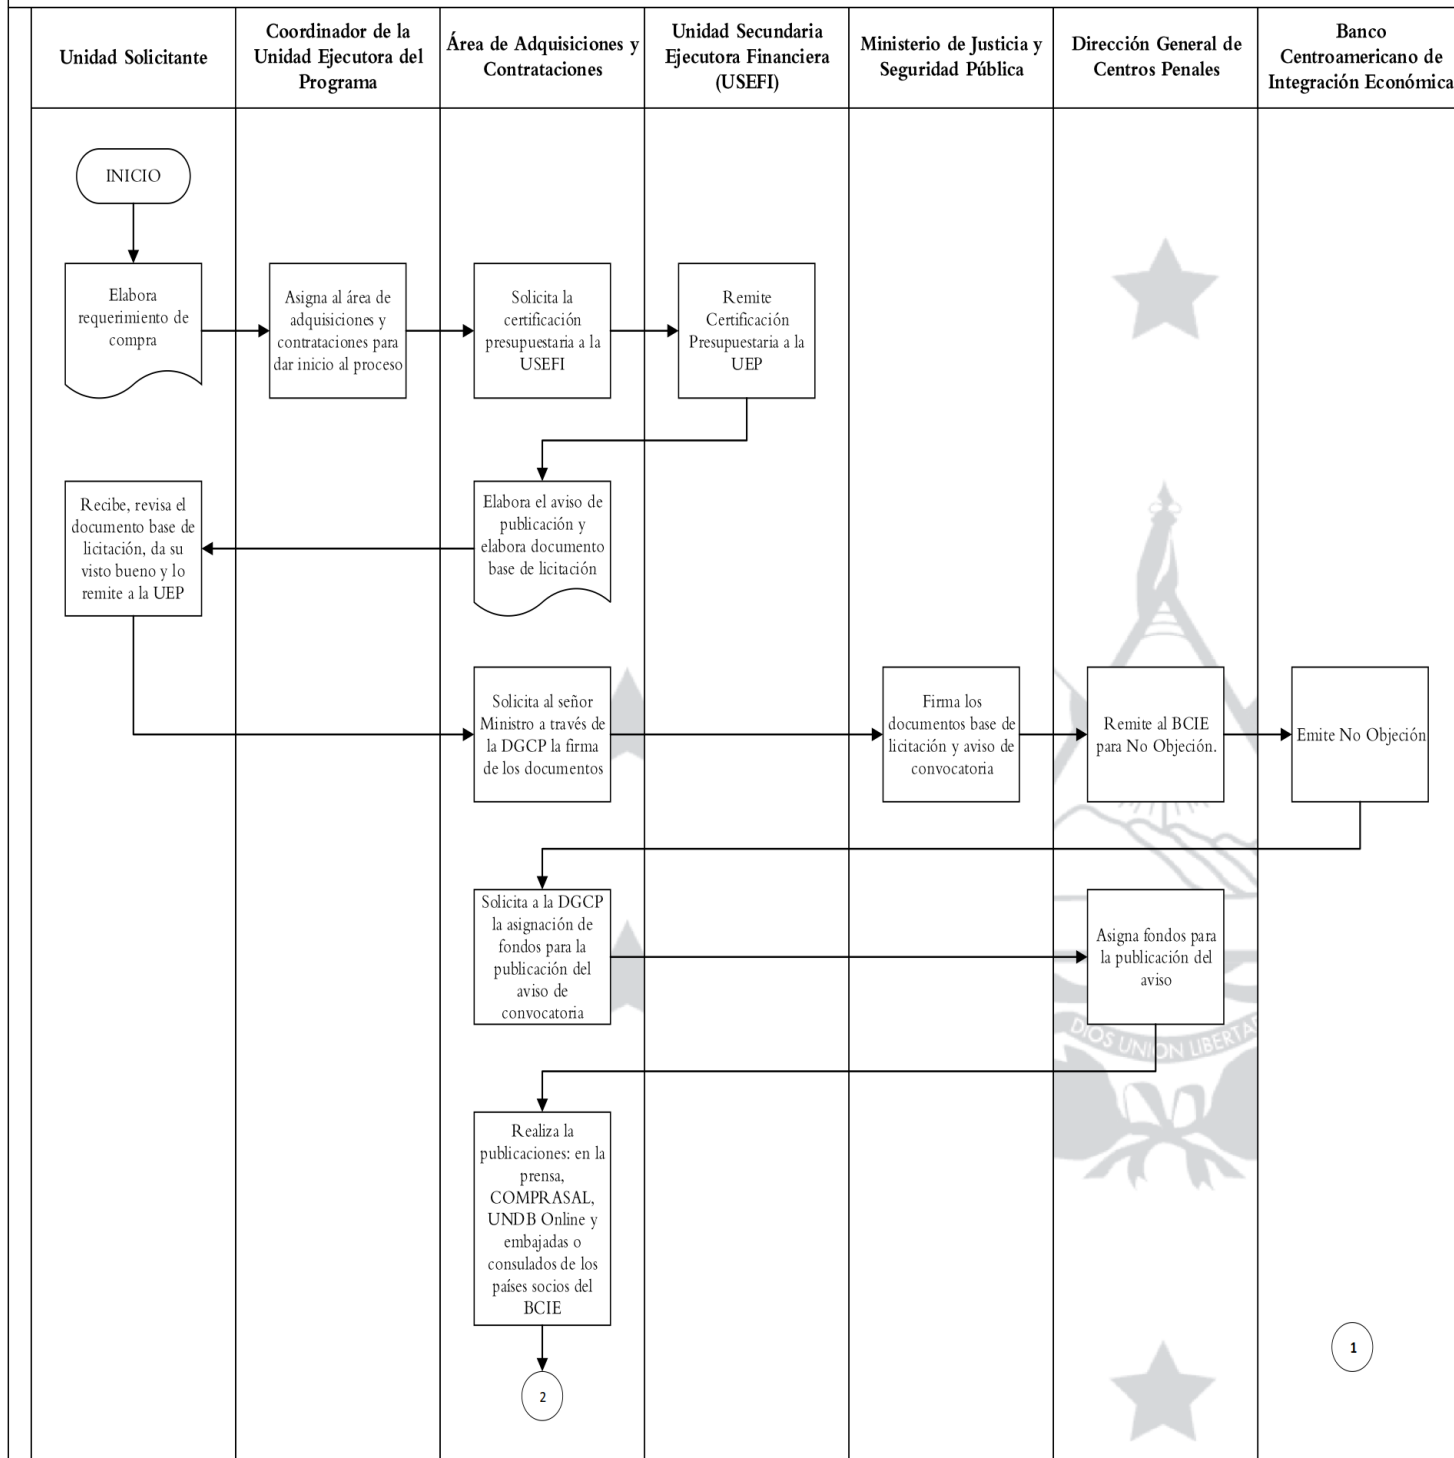 Unidad Solicitante
Coordinador de la
Unidad Ejecutora del
Programa
Área de Adquisiciones y
Contrataciones
Unidad Secundaria
Ejecutora Financiera
(USEFI)
Ministerio de Justicia y
Seguridad Pública
Dirección General de
Centros Penales
Banco
Centroamericano de
Integración Económica
INICIO
Elabora
requerimiento de
compra
Asigna al área de
adquisiciones y
contrataciones para
dar inicio al proceso
Solicita la
certificación
presupuestaria a la
USEFI
Remite
Certificación
Presupuestaria a la
UEP
Recibe, revisa el
documento base de
licitación, da su
visto bueno y lo
remite a la UEP
Elabora el aviso de
publicación y
elabora documento
base de licitación
Solicita al señor
Ministro a través de
la DGCP la firma
de los documentos
Firma los
documentos base de
licitación y aviso de
convocatoria
Remite al BCIE
para No Objeción.
Emite No Objeción
Solicita a la DGCP
la asignación de
fondos para la
publicación del
aviso de
convocatoria
Asigna fondos para
la publicación del
aviso
DIOS UNION LIBERTA
Realiza la
publicaciones: en la
prensa,
COMPRASAL,
UNDB Online y
embajadas o
consulados de los
países socios del
BCIE
1
2